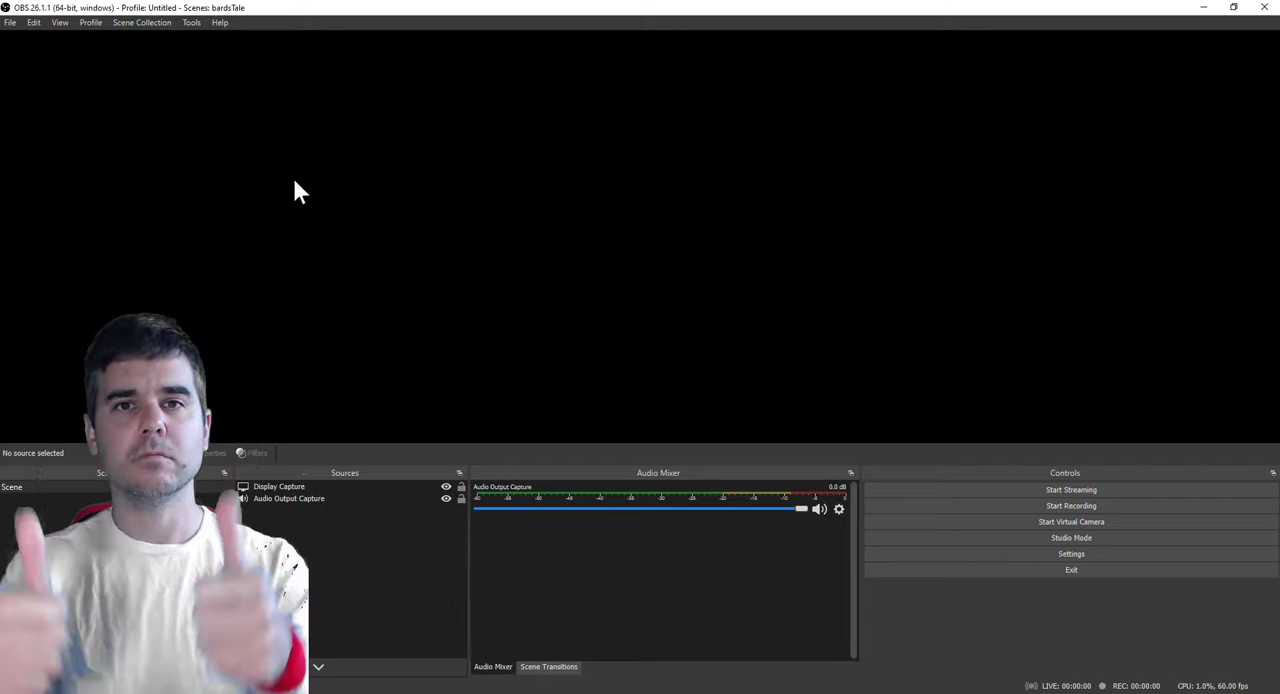 OBS 26.1.1 (64-bit, windows) - Profile: Untitled - Scenes: bardsTale
File Edit View Profile Scene Collection Tools Help
No source selected
Filters
Sources
Audio Mixer
Controls
Scene
Display Capture
Audio Output Capture
Audio Output Capture 0.0 dB
Start Streaming
Start Recording
Start Virtual Camera
Studio Mode
Settings
Exit
Audio Mixer Scene Transitions
LIVE: 00:00:00 REC: 00:00:00 CPU: 1.0%, 60.00 fps